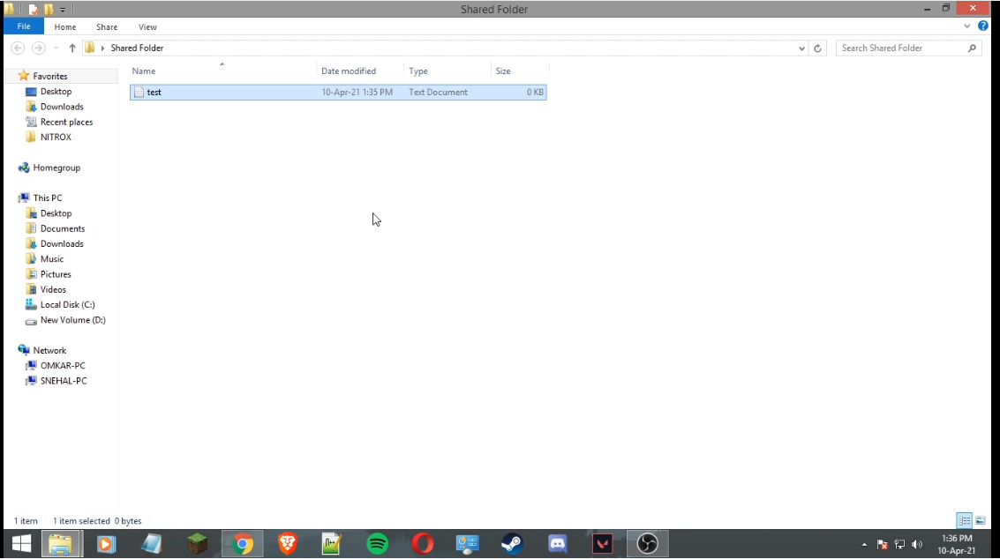 Shared Folder
File Home Share View
Shared Folder Search Shared Folder
Name Date modified Type Size
test 10-Apr-21 1:35 PM Text Document 0 KB
Favorites
Desktop
Downloads
Recent places
NITROX
Homegroup
This PC
Desktop
Documents
Downloads
Music
Pictures
Videos
Local Disk (C:)
New Volume (D:)
Network
OMKAR-PC
SNEHAL-PC
1 item 1 item selected 0 bytes
1:36 PM
10-Apr-21